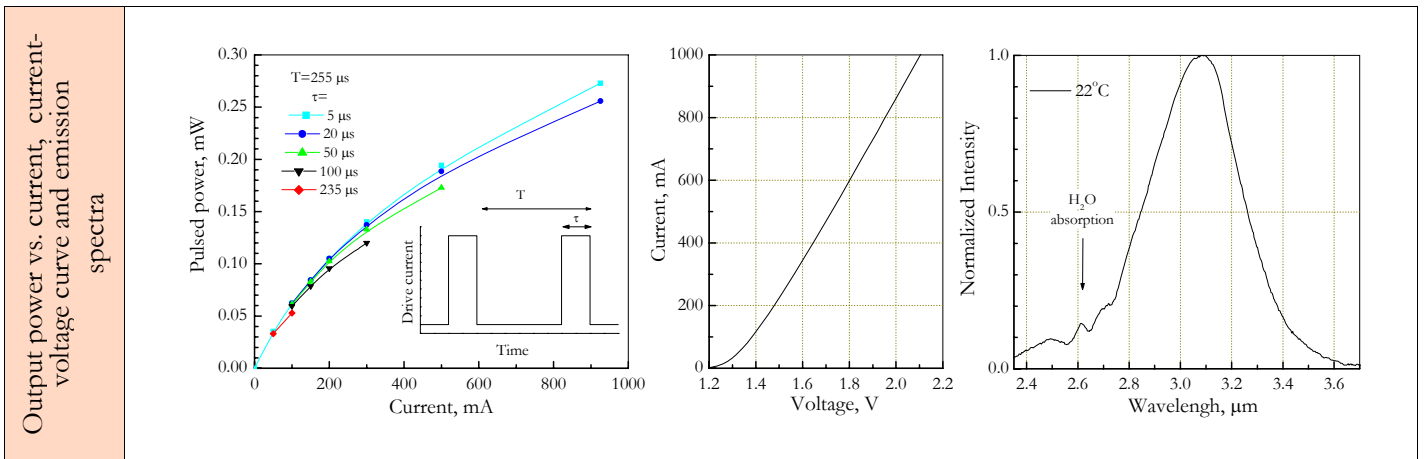 Output power vs. current, current-
voltage curve and emission
spectra
0.30
0.25
0.20
0.15
0.10
0.05
0.00
Pulsed power, mW
T=255 µs
τ=
5 µs
20 µs
50 µs
100 µs
235 µs
T
τ
Drive current
Time
0 200 400 600 800 1000
Current, mA
1000
800
600
400
200
0
Current, mA
1.2 1.4 1.6 1.8 2.0 2.2
Voltage, V
1.0
0.5
0.0
Normalized Intensity
22°C
H₂O
absorption
2.4 2.6 2.8 3.0 3.2 3.4 3.6
Wavelengh, µm